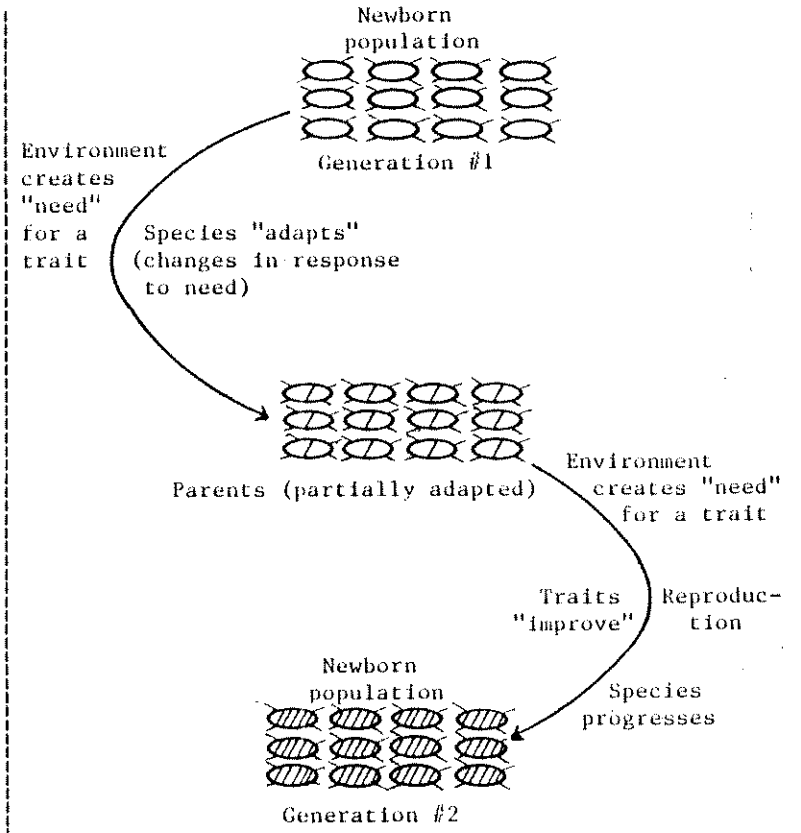 Newborn
population
Generation #1
Environment
creates
"need"
for a
trait
Species "adapts"
(changes in response
to need)
Parents (partially adapted)
Environment
creates "need"
for a trait
Traits
"improve"
Reproduc-
tion
Species
progresses
Newborn
population
Generation #2